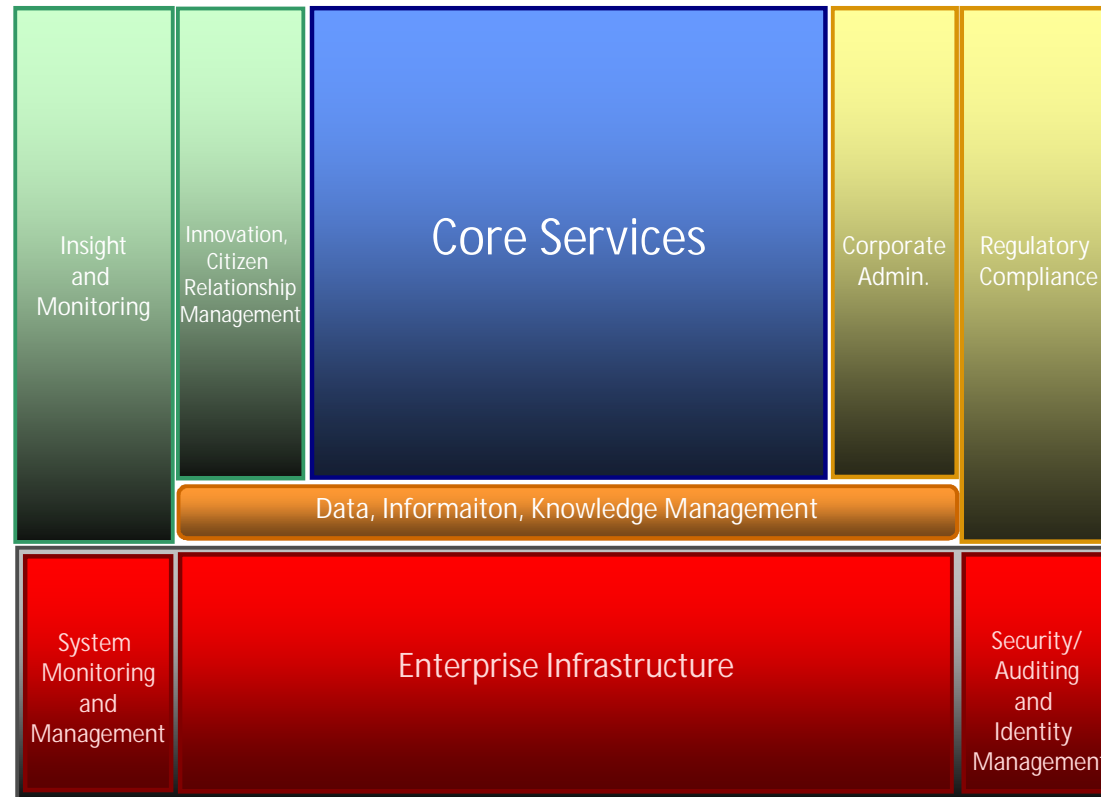 Insight
and
Monitoring
Innovation,
Citizen
Relationship
Management
Core Services
Corporate
Admin.
Regulatory
Compliance
Data, Informaiton, Knowledge Management
System
Monitoring
and
Management
Enterprise Infrastructure
Security/
Auditing
and
Identity
Management